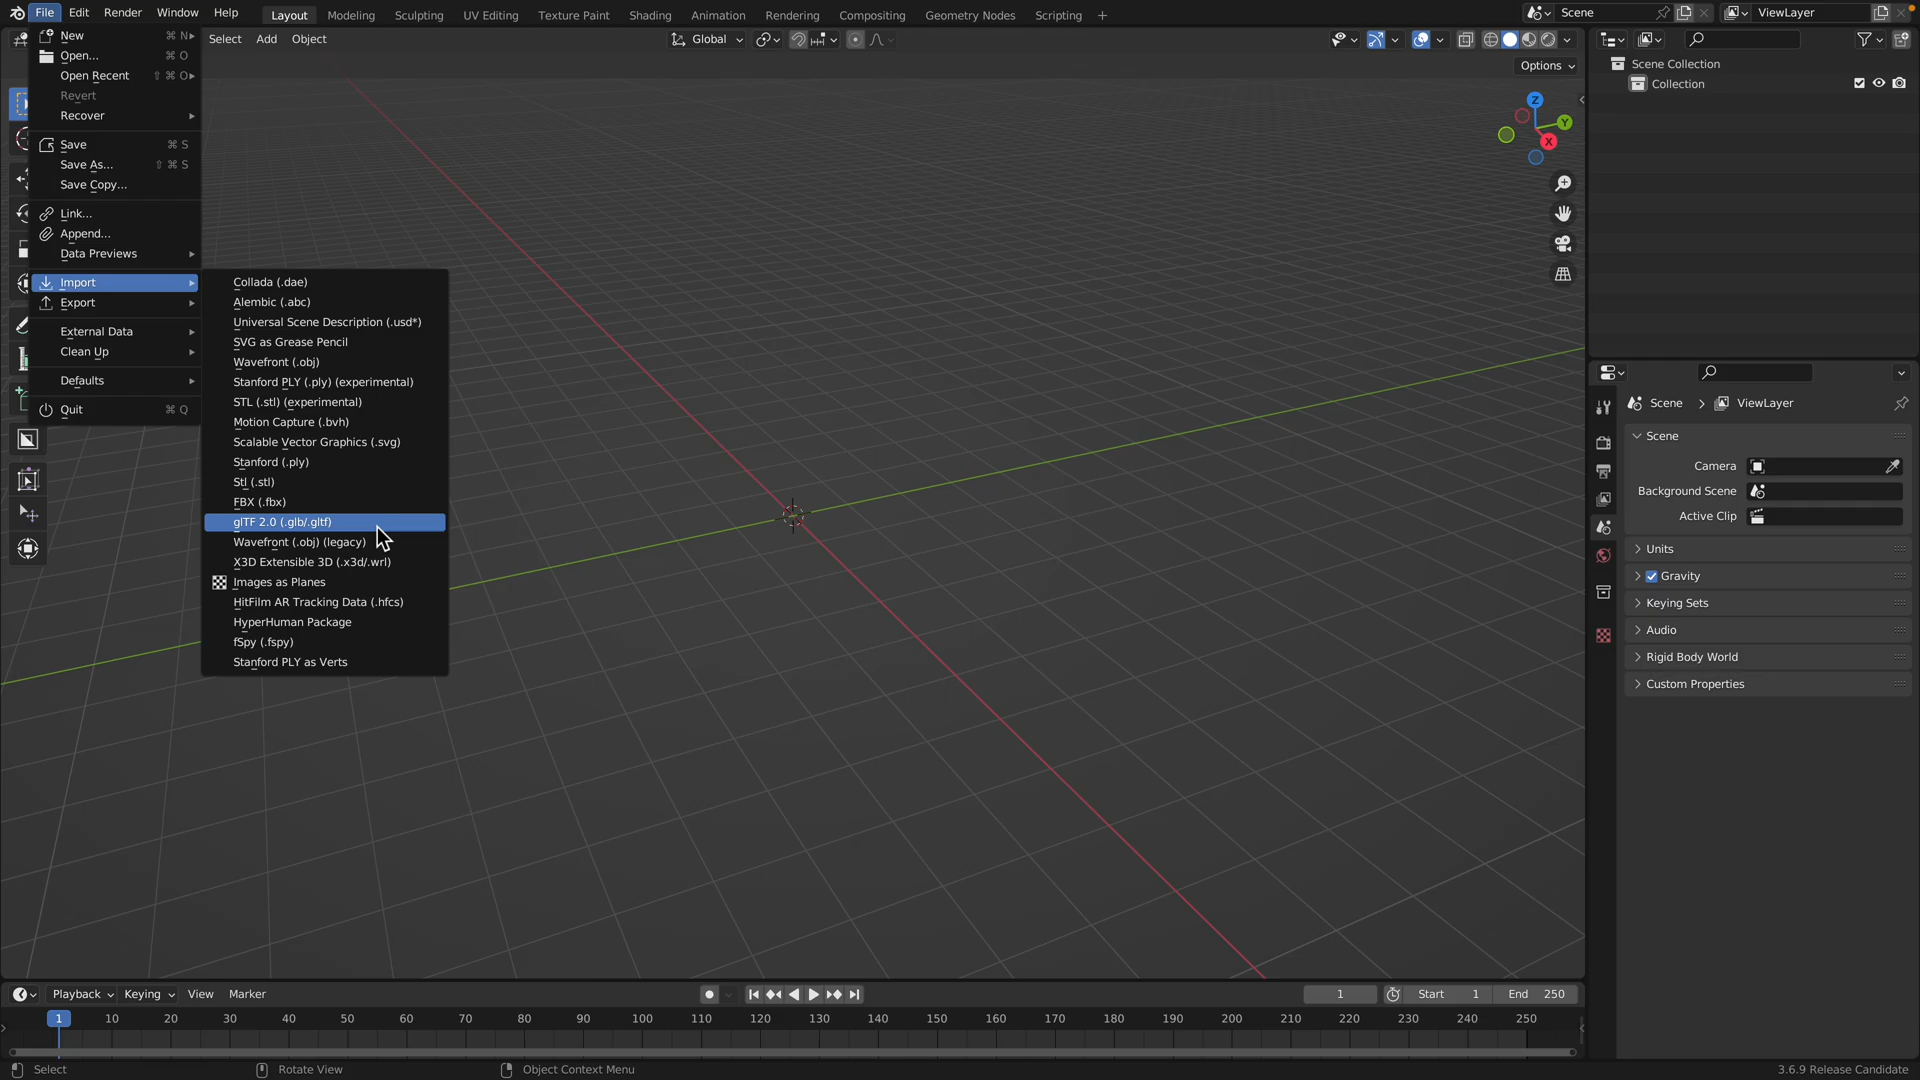 File Edit Render Window Help Layout Modeling Sculpting UV Editing Texture Paint Shading Animation Rendering Compositing Geometry Nodes Scripting + Scene ViewLayer
Select Add Object Global
Options
New ⌘ N
Open... ⌘ O
Open Recent ⇧ ⌘ O
Revert
Recover
Save ⌘ S
Save As... ⇧ ⌘ S
Save Copy...
Link...
Append...
Data Previews
Import
Export
External Data
Clean Up
Defaults
Quit ⌘ Q
Collada (.dae)
Alembic (.abc)
Universal Scene Description (.usd*)
SVG as Grease Pencil
Wavefront (.obj)
Stanford PLY (.ply) (experimental)
STL (.stl) (experimental)
Motion Capture (.bvh)
Scalable Vector Graphics (.svg)
Stanford (.ply)
Stl (.stl)
FBX (.fbx)
glTF 2.0 (.glb/.gltf)
Wavefront (.obj) (legacy)
X3D Extensible 3D (.x3d/.wrl)
Images as Planes
HitFilm AR Tracking Data (.hfcs)
HyperHuman Package
fSpy (.fspy)
Stanford PLY as Verts
Z
Y
X
Scene Collection
Collection
Scene > ViewLayer
Scene
Camera
Background Scene
Active Clip
Units
Gravity
Keying Sets
Audio
Rigid Body World
Custom Properties
Playback Keying View Marker 1 Start 1 End 250
1 10 20 30 40 50 60 70 80 90 100 110 120 130 140 150 160 170 180 190 200 210 220 230 240 250
Select Rotate View Object Context Menu 3.6.9 Release Candidate